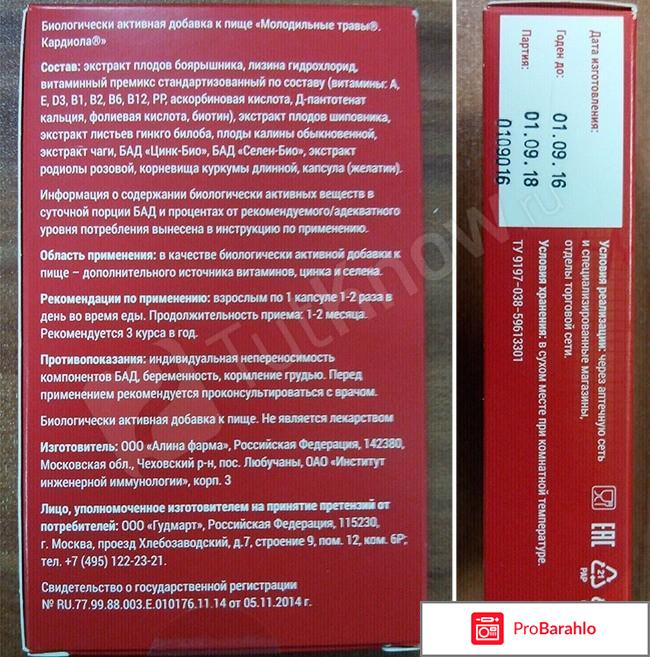 Биологически активная добавка к пище «Молодильные травы®.
Кардиола®»
Состав: экстракт плодов боярышника, лизина гидрохлорид,
витаминный премикс стандартизованный по составу (витамины: А,
Е, D3, В1, В2, В6, В12, РР, аскорбиновая кислота, Д-пантотенат
кальция, фолиевая кислота, биотин), экстракт плодов шиповника,
экстракт листьев гинкго билоба, плоды калины обыкновенной,
экстракт чаги, БАД «Цинк-Био», БАД «Селен-Био», экстракт
родиолы розовой, корневища куркумы длинной, капсула (желатин).
Информация о содержании биологически активных веществ в
суточной порции БАД и процентах от рекомендуемого/адекватного
уровня потребления вынесена в инструкцию по применению.
Область применения: в качестве биологически активной добавки к
пище – дополнительного источника витаминов, цинка и селена.
Рекомендации по применению: взрослым по 1 капсуле 1-2 раза в
день во время еды. Продолжительность приема: 1-2 месяца.
Рекомендуется 3 курса в год.
Противопоказания: индивидуальная непереносимость
компонентов БАД, беременность, кормление грудью. Перед
применением рекомендуется проконсультироваться с врачом.
Биологически активная добавка к пище. Не является лекарством
Изготовитель: ООО «Алина фарма», Российская Федерация, 142380,
Московская обл., Чеховский р-н, пос. Любучаны, ОАО «Институт
инженерной иммунологии», корп. 3
Лицо, уполномоченное изготовителем на принятие претензий от
потребителей: ООО «Гудмарт», Российская Федерация, 115230,
г. Москва, проезд Хлебозаводский, д.7, строение 9, пом. 12, ком. 6Р;
тел. +7 (495) 122-23-21.
Свидетельство о государственной регистрации
№ RU.77.99.88.003.Е.010176.11.14 от 05.11.2014 г.
Дата изготовления: 01.09.16
Годен до: 01.09.18
Партия: 0109016
Условия реализации: через аптечную сеть
и специализированные магазины,
отделы торговой сети.
Условия хранения: в сухом месте при комнатной температуре.
ТУ 9197-038-59613301
EAC
21
PAP
TutKnow.ru
ProBarahlo